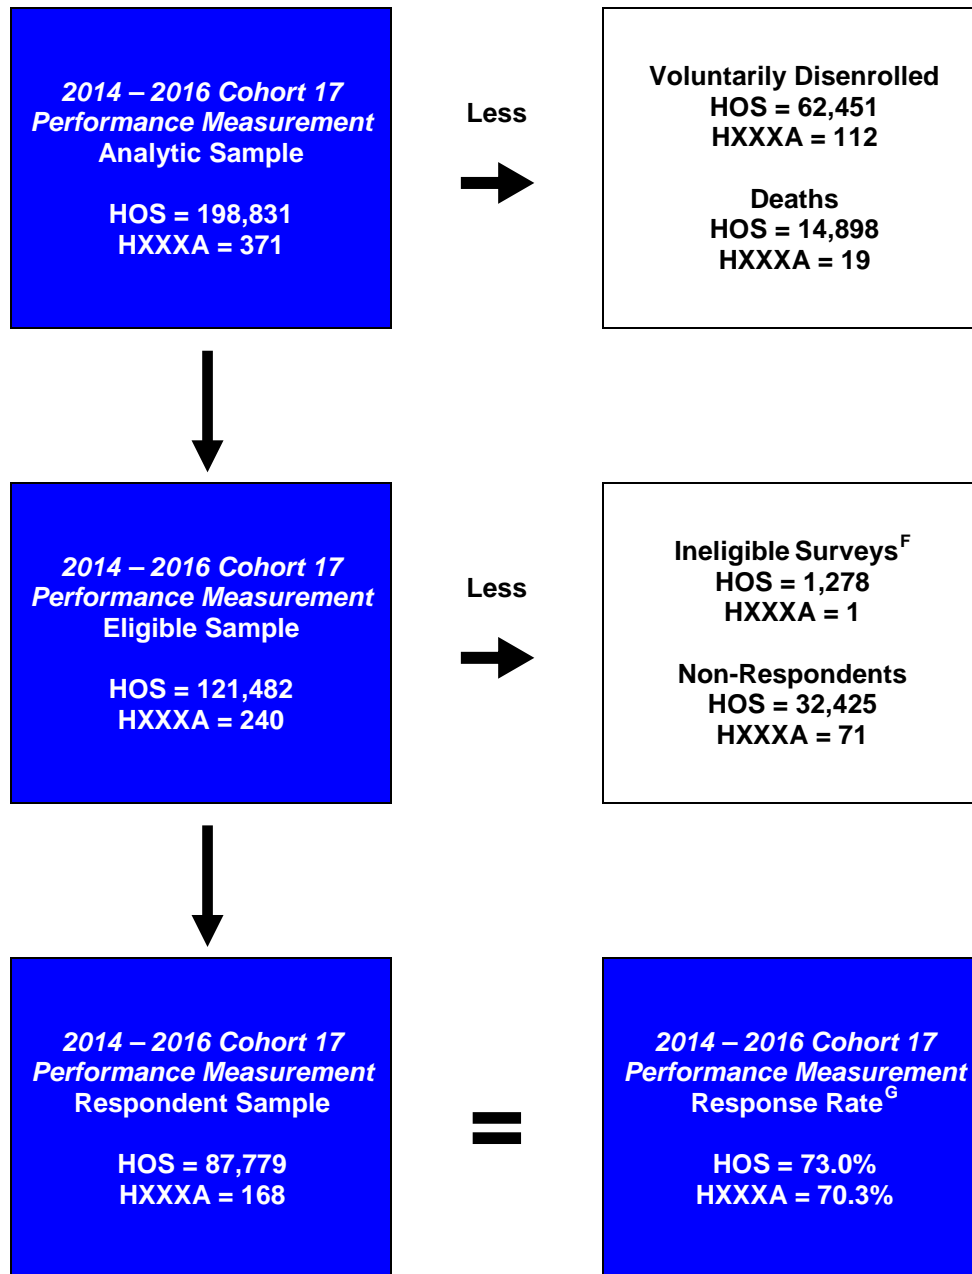 2014 – 2016 Cohort 17
Performance Measurement
Analytic Sample
HOS = 198,831
HXXXA = 371
Less
Voluntarily Disenrolled
HOS = 62,451
HXXXA = 112
Deaths
HOS = 14,898
HXXXA = 19
2014 – 2016 Cohort 17
Performance Measurement
Eligible Sample
HOS = 121,482
HXXXA = 240
Less
Ineligible Surveys^F
HOS = 1,278
HXXXA = 1
Non-Respondents
HOS = 32,425
HXXXA = 71
2014 – 2016 Cohort 17
Performance Measurement
Respondent Sample
HOS = 87,779
HXXXA = 168
=
2014 – 2016 Cohort 17
Performance Measurement
Response Rate^G
HOS = 73.0%
HXXXA = 70.3%